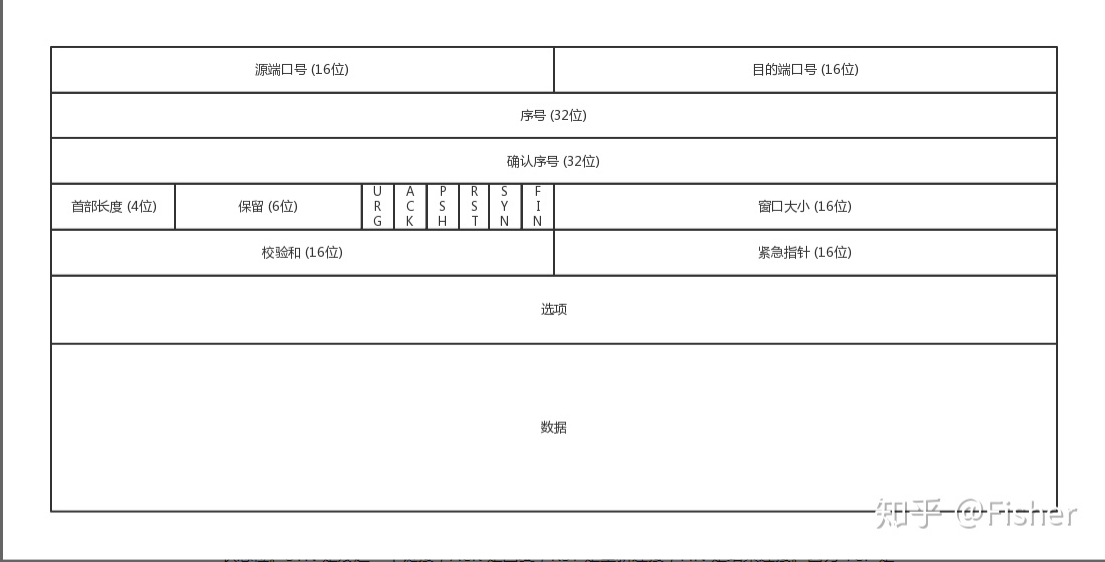 源端口号 (16位) 目的端口号 (16位)
序号 (32位)
确认序号 (32位)
首部长度 (4位) 保留 (6位) URG ACK PSH RST SYN FIN 窗口大小 (16位)
校验和 (16位) 紧急指针 (16位)
选项
数据
知乎 @Fisher